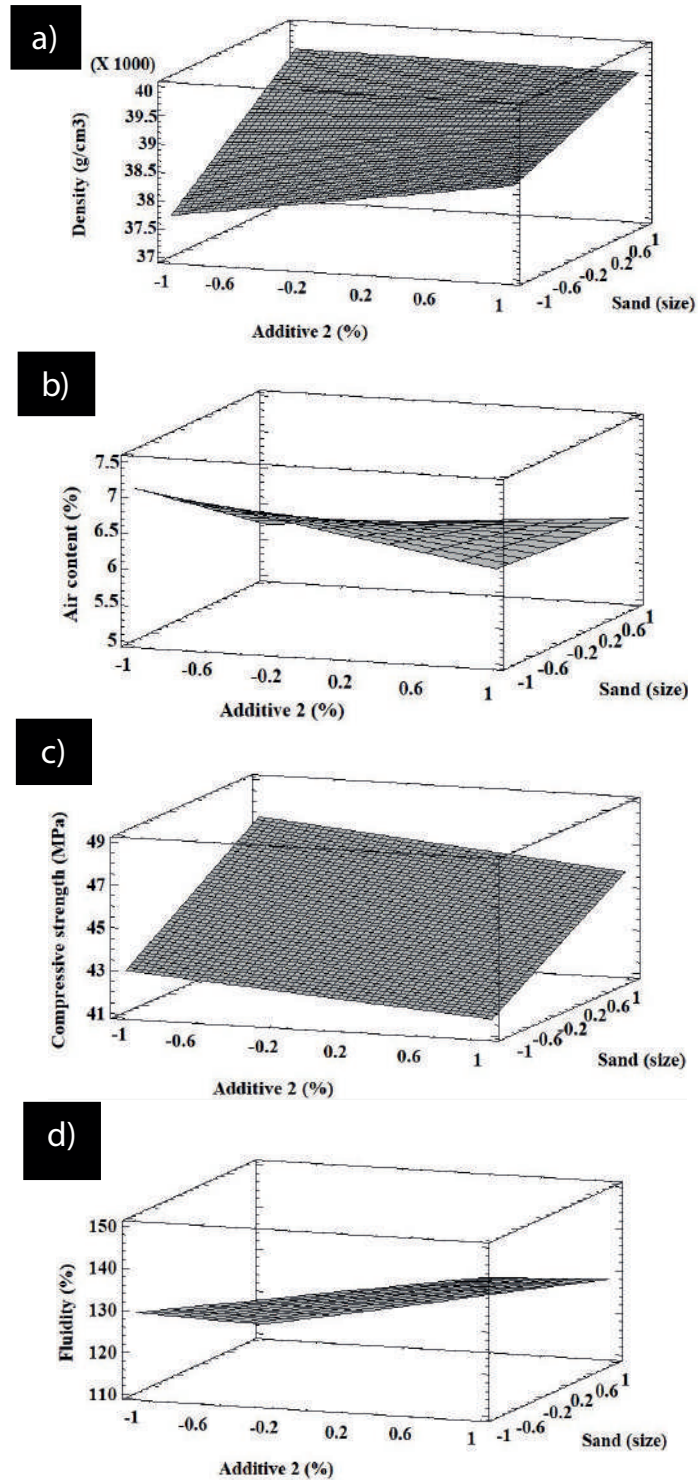 a)
(X 1000)
40
39.5
39
38.5
38
37.5
37
Density (g/cm3)
-1 -0.6 -0.2 0.2 0.6 1
Additive 2 (%)
-1 -0.6 -0.2 0.2 0.6 1
Sand (size)
b)
7.5
7
6.5
6
5.5
5
Air content (%)
-1 -0.6 -0.2 0.2 0.6 1
Additive 2 (%)
-1 -0.6 -0.2 0.2 0.6 1
Sand (size)
c)
49
47
45
43
41
Compressive strength (MPa)
-1 -0.6 -0.2 0.2 0.6 1
Additive 2 (%)
-1 -0.6 -0.2 0.2 0.6 1
Sand (size)
d)
150
140
130
120
110
Fluidity (%)
-1 -0.6 -0.2 0.2 0.6 1
Additive 2 (%)
-1 -0.6 -0.2 0.2 0.6 1
Sand (size)